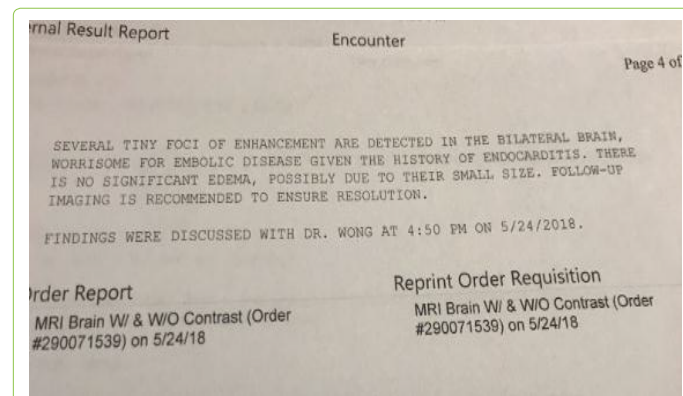 ernal Result Report
Encounter
Page 4 of
SEVERAL TINY FOCI OF ENHANCEMENT ARE DETECTED IN THE BILATERAL BRAIN,
WORRISOME FOR EMBOLIC DISEASE GIVEN THE HISTORY OF ENDOCARDITIS. THERE
IS NO SIGNIFICANT EDEMA, POSSIBLY DUE TO THEIR SMALL SIZE. FOLLOW-UP
IMAGING IS RECOMMENDED TO ENSURE RESOLUTION.
FINDINGS WERE DISCUSSED WITH DR. WONG AT 4:50 PM ON 5/24/2018.
Order Report
MRI Brain W/ & W/O Contrast (Order
#290071539) on 5/24/18
Reprint Order Requisition
MRI Brain W/ & W/O Contrast (Order
#290071539) on 5/24/18